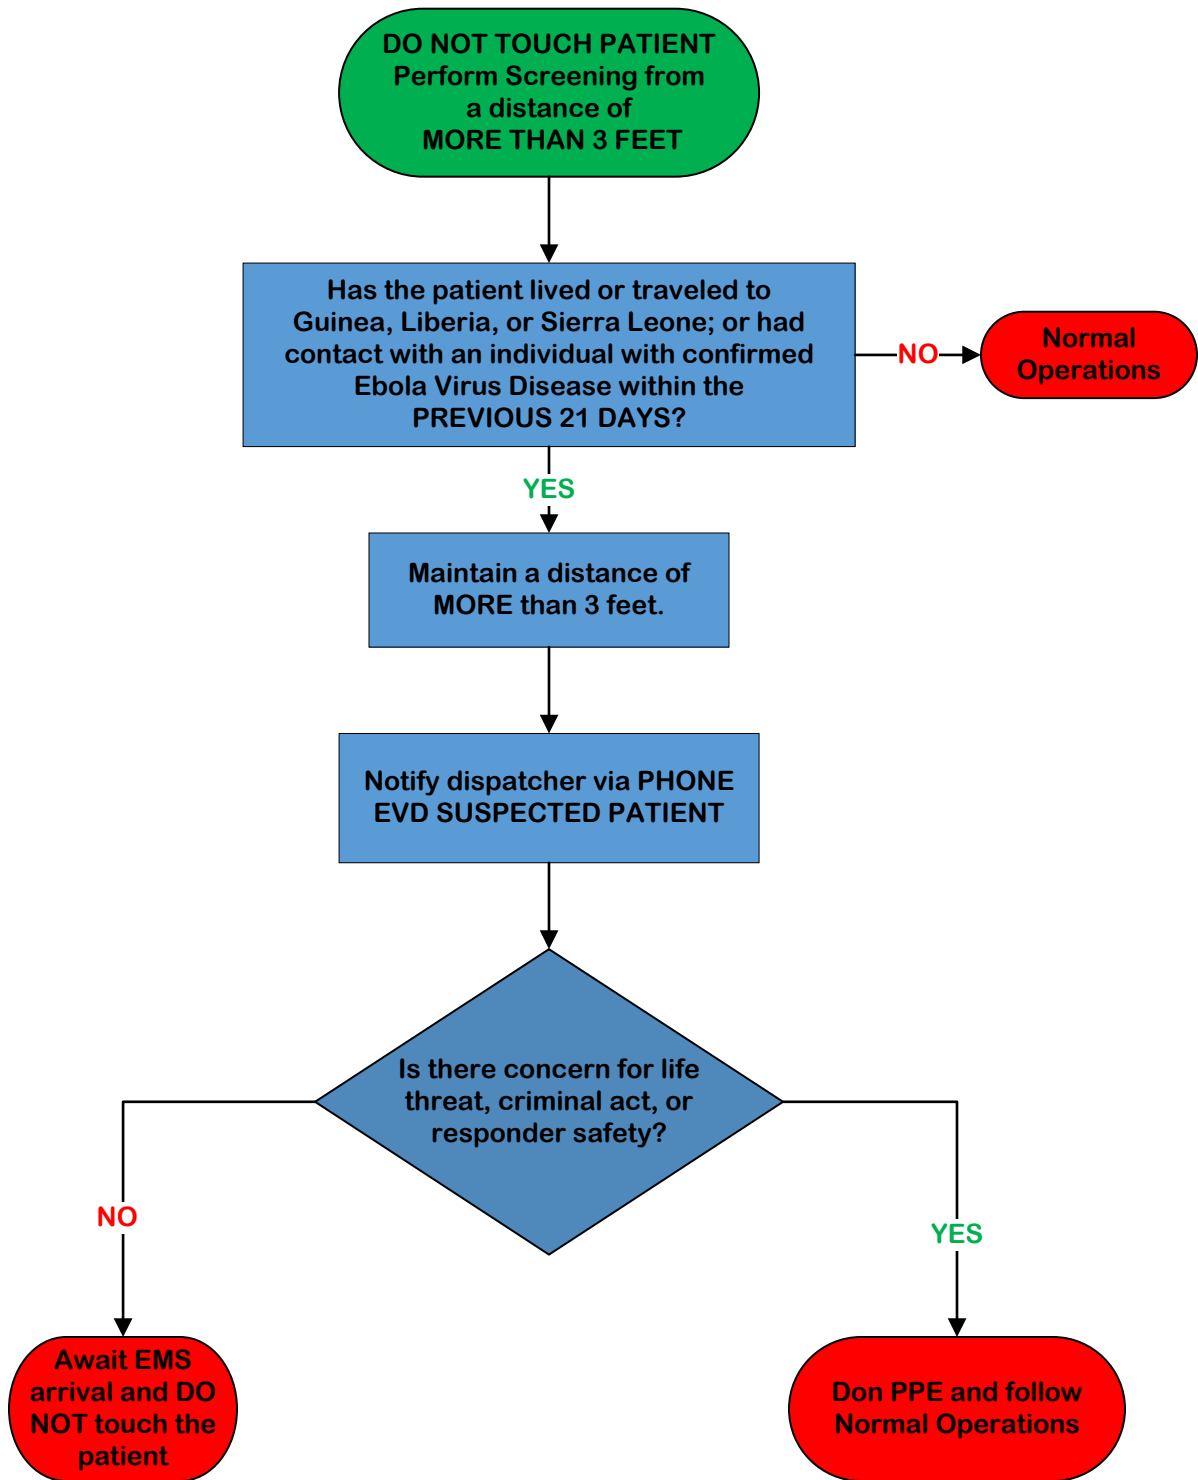 DO NOT TOUCH PATIENT
Perform Screening from
a distance of
MORE THAN 3 FEET
Has the patient lived or traveled to
Guinea, Liberia, or Sierra Leone; or had
contact with an individual with confirmed
Ebola Virus Disease within the
PREVIOUS 21 DAYS?
NO
Normal
Operations
YES
Maintain a distance of
MORE than 3 feet.
Notify dispatcher via PHONE
EVD SUSPECTED PATIENT
Is there concern for life
threat, criminal act, or
responder safety?
NO
YES
Await EMS
arrival and DO
NOT touch the
patient
Don PPE and follow
Normal Operations